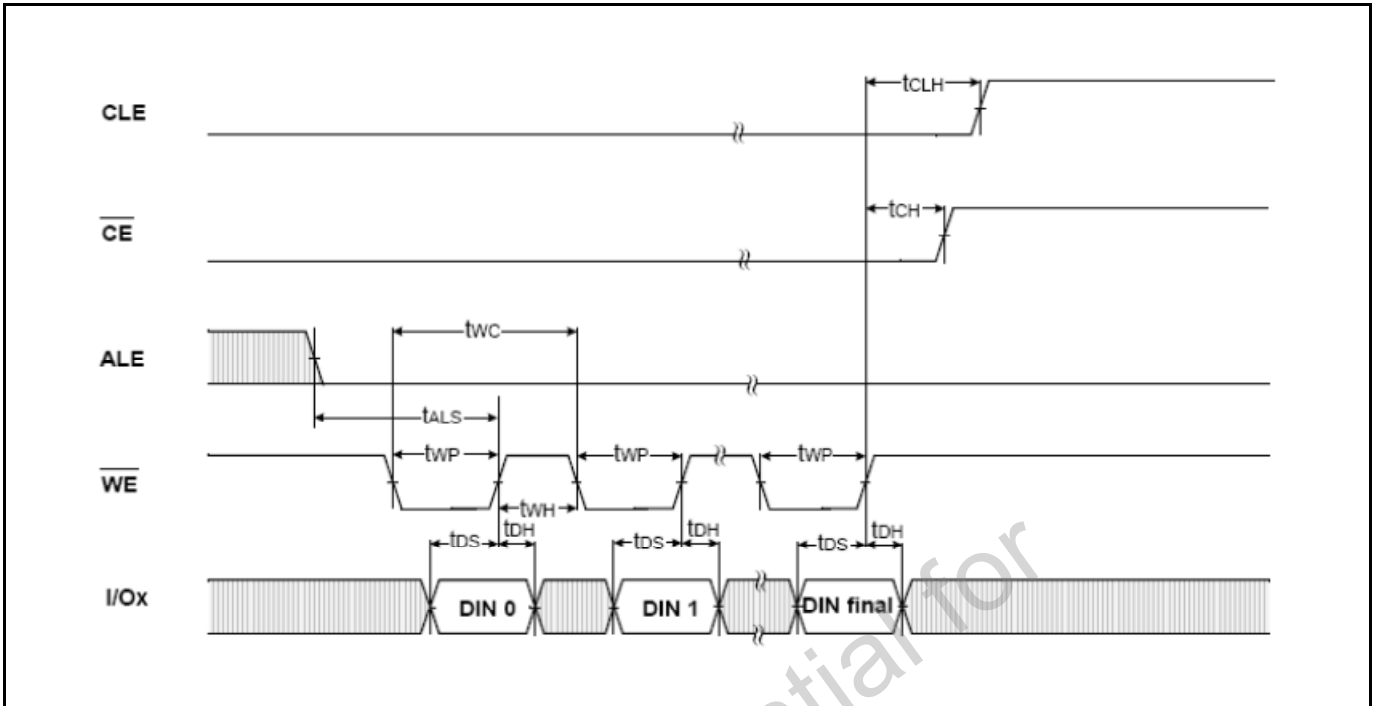 tCLH
CLE
tCH
CE
tWC
ALE
tALS
tWP tWP tWP
WE
tWH
tDS tDH tDS tDH tDS tDH
I/Ox DIN 0 DIN 1 DIN final
for